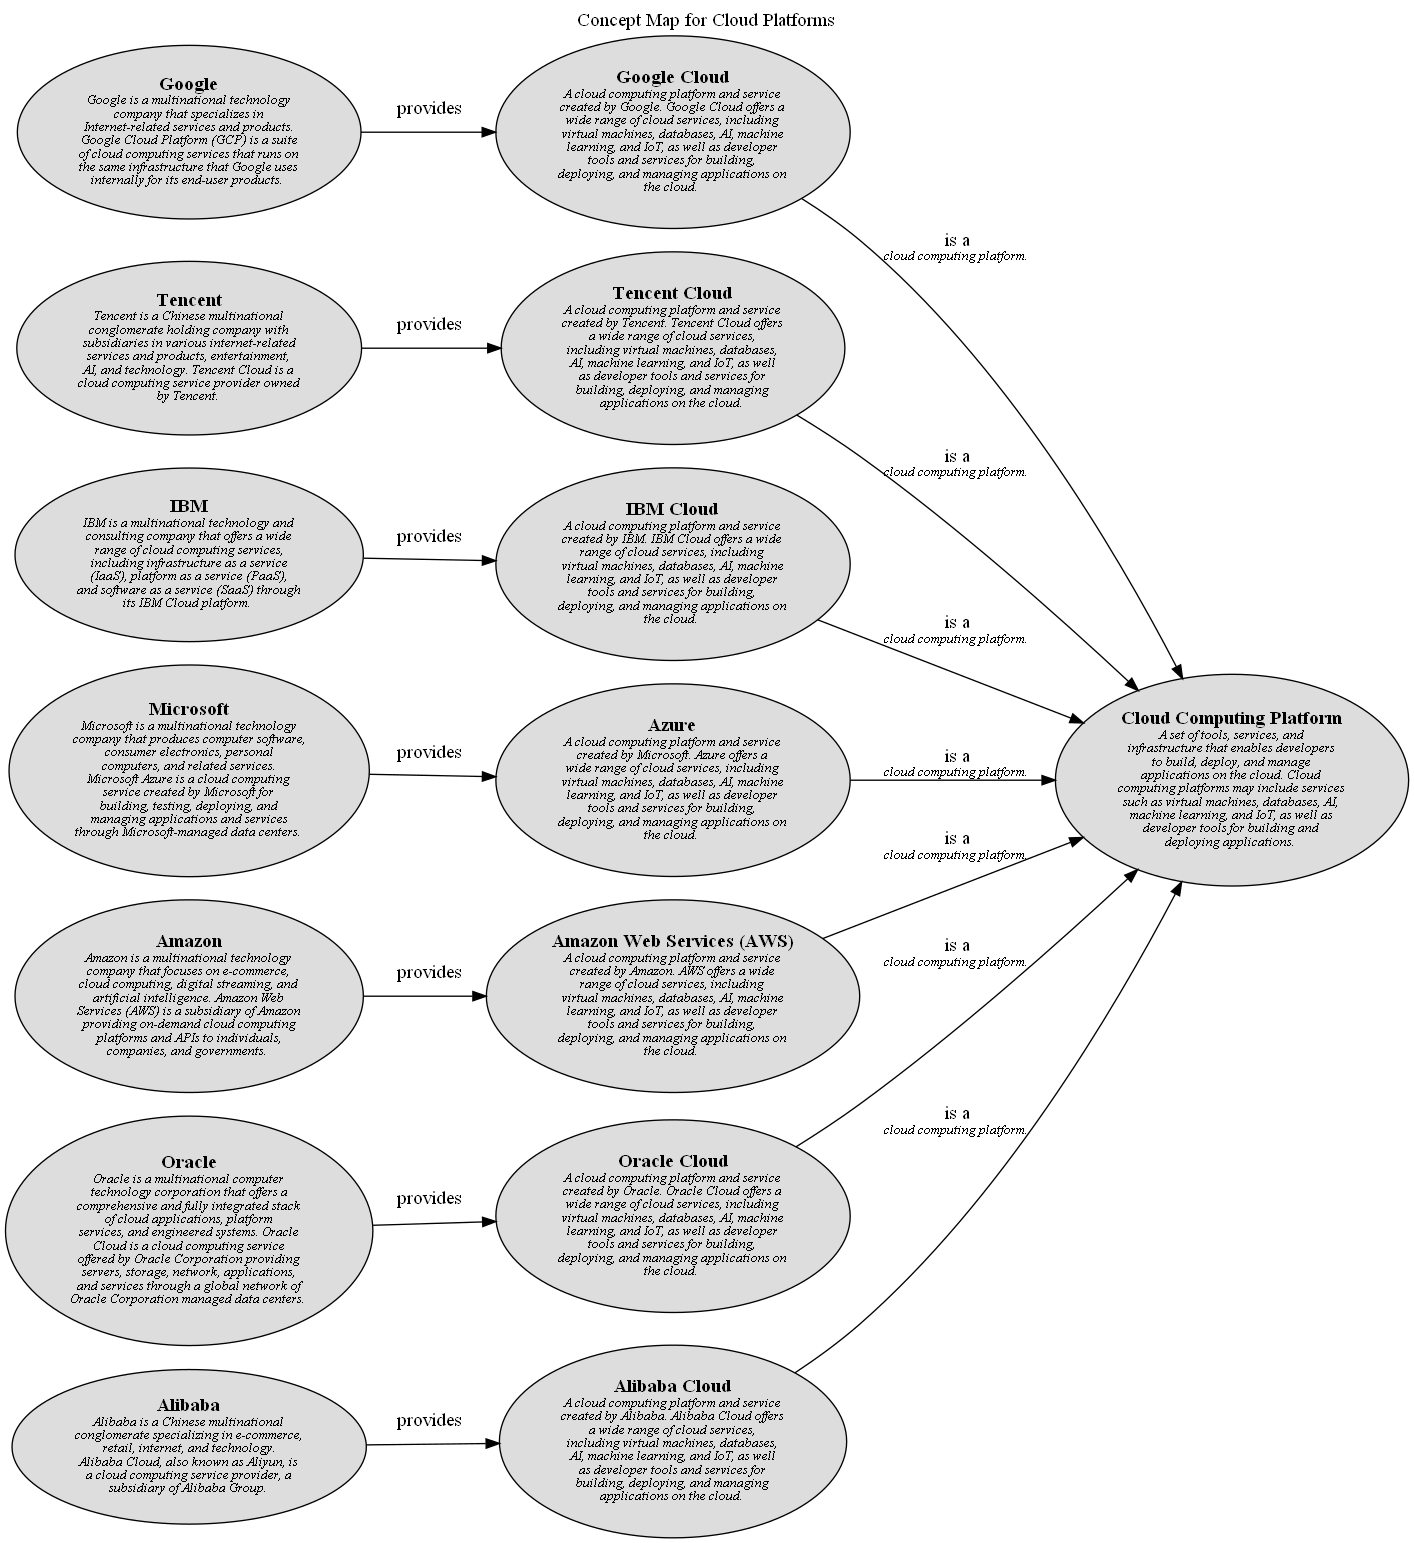 Concept Map for Cloud Platforms
Google
Google is a multinational technology
company that specializes in
Internet-related services and products.
Google Cloud Platform (GCP) is a suite
of cloud computing services that runs on
the same infrastructure that Google uses
internally for its end-user products.
provides
Google Cloud
A cloud computing platform and service
created by Google. Google Cloud offers a
wide range of cloud services, including
virtual machines, databases, AI, machine
learning, and IoT, as well as developer
tools and services for building,
deploying, and managing applications on
the cloud.
is a
cloud computing platform.
Tencent
Tencent is a Chinese multinational
conglomerate holding company with
subsidiaries in various internet-related
services and products, entertainment,
AI, and technology. Tencent Cloud is a
cloud computing service provider owned
by Tencent.
provides
Tencent Cloud
A cloud computing platform and service
created by Tencent. Tencent Cloud offers
a wide range of cloud services,
including virtual machines, databases,
AI, machine learning, and IoT, as well
as developer tools and services for
building, deploying, and managing
applications on the cloud.
is a
cloud computing platform.
IBM
IBM is a multinational technology and
consulting company that offers a wide
range of cloud computing services,
including infrastructure as a service
(IaaS), platform as a service (PaaS),
and software as a service (SaaS) through
its IBM Cloud platform.
provides
IBM Cloud
A cloud computing platform and service
created by IBM. IBM Cloud offers a wide
range of cloud services, including
virtual machines, databases, AI, machine
learning, and IoT, as well as developer
tools and services for building,
deploying, and managing applications on
the cloud.
is a
cloud computing platform.
Microsoft
Microsoft is a multinational technology
company that produces computer software,
consumer electronics, personal
computers, and related services.
Microsoft Azure is a cloud computing
service created by Microsoft for
building, testing, deploying, and
managing applications and services
through Microsoft-managed data centers.
provides
Azure
A cloud computing platform and service
created by Microsoft. Azure offers a
wide range of cloud services, including
virtual machines, databases, AI, machine
learning, and IoT, as well as developer
tools and services for building,
deploying, and managing applications on
the cloud.
is a
cloud computing platform.
Cloud Computing Platform
A set of tools, services, and
infrastructure that enables developers
to build, deploy, and manage
applications on the cloud. Cloud
computing platforms may include services
such as virtual machines, databases, AI,
machine learning, and IoT, as well as
developer tools for building and
deploying applications.
Amazon
Amazon is a multinational technology
company that focuses on e-commerce,
cloud computing, digital streaming, and
artificial intelligence. Amazon Web
Services (AWS) is a subsidiary of Amazon
providing on-demand cloud computing
platforms and APIs to individuals,
companies, and governments.
provides
Amazon Web Services (AWS)
A cloud computing platform and service
created by Amazon. AWS offers a wide
range of cloud services, including
virtual machines, databases, AI, machine
learning, and IoT, as well as developer
tools and services for building,
deploying, and managing applications on
the cloud.
is a
cloud computing platform.
Oracle
Oracle is a multinational computer
technology corporation that offers a
comprehensive and fully integrated stack
of cloud applications, platform
services, and engineered systems. Oracle
Cloud is a cloud computing service
offered by Oracle Corporation providing
servers, storage, network, applications,
and services through a global network of
Oracle Corporation managed data centers.
provides
Oracle Cloud
A cloud computing platform and service
created by Oracle. Oracle Cloud offers a
wide range of cloud services, including
virtual machines, databases, AI, machine
learning, and IoT, as well as developer
tools and services for building,
deploying, and managing applications on
the cloud.
is a
cloud computing platform.
Alibaba
Alibaba is a Chinese multinational
conglomerate specializing in e-commerce,
retail, internet, and technology.
Alibaba Cloud, also known as Aliyun, is
a cloud computing service provider, a
subsidiary of Alibaba Group.
provides
Alibaba Cloud
A cloud computing platform and service
created by Alibaba. Alibaba Cloud offers
a wide range of cloud services,
including virtual machines, databases,
AI, machine learning, and IoT, as well
as developer tools and services for
building, deploying, and managing
applications on the cloud.
is a
cloud computing platform.